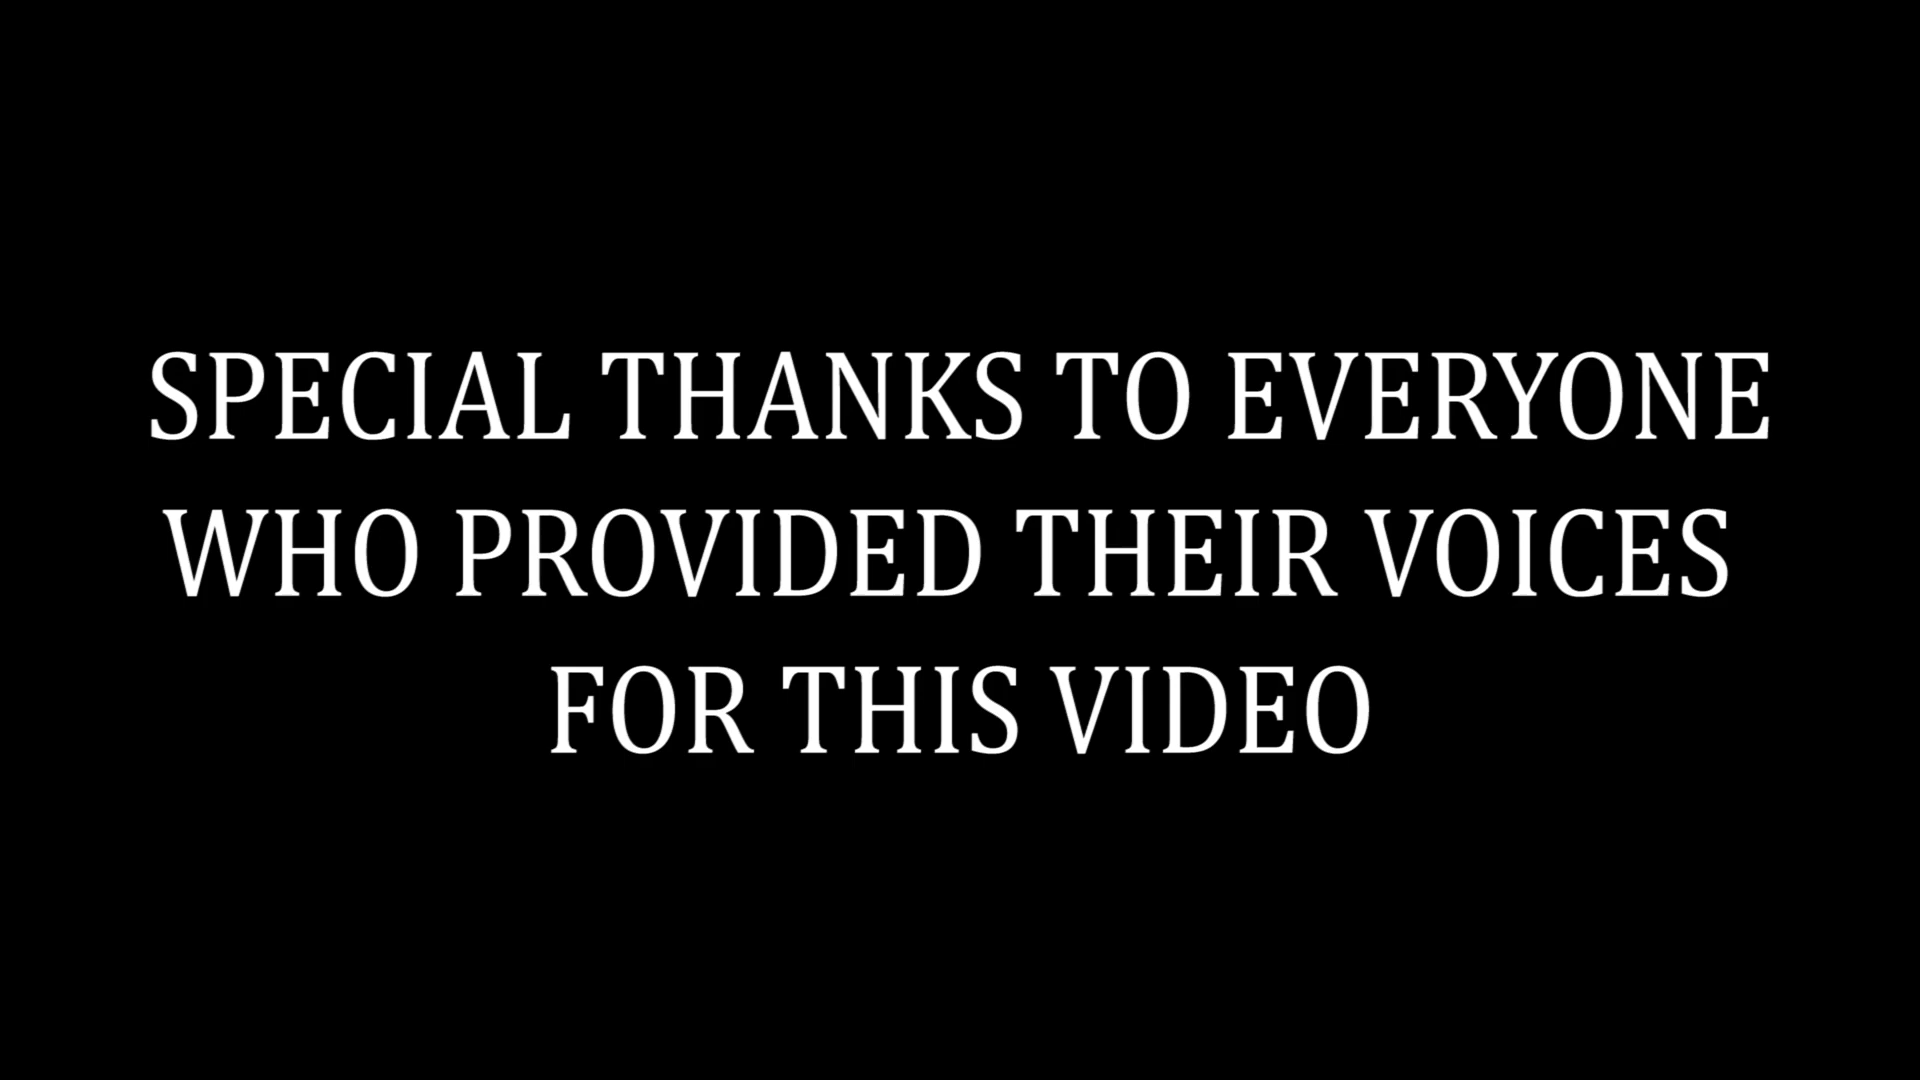 SPECIAL THANKS TO EVERYONE
WHO PROVIDED THEIR VOICES
FOR THIS VIDEO